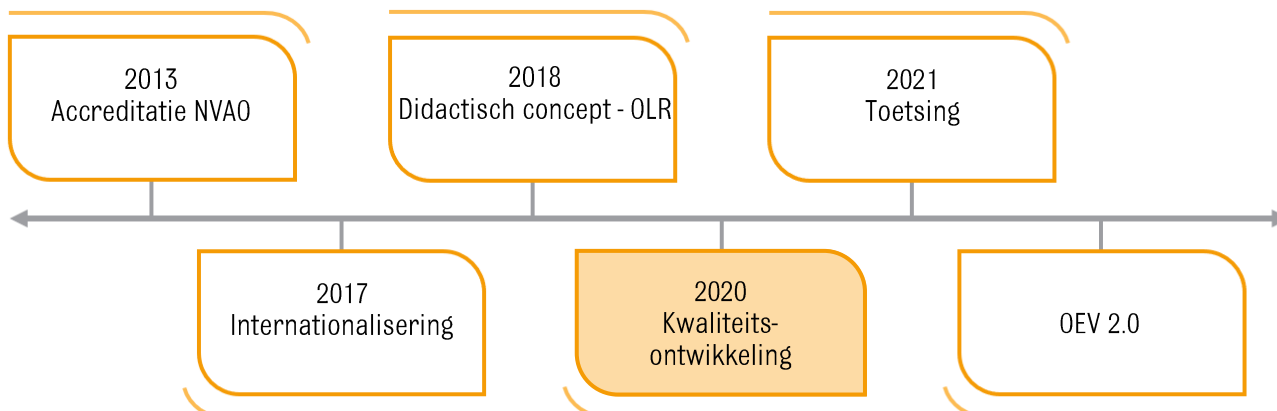 2013
Accreditatie NVAO
2018
Didactisch concept - OLR
2021
Toetsing
2017
Internationalisering
2020
Kwaliteits-
ontwikkeling
OEV 2.0